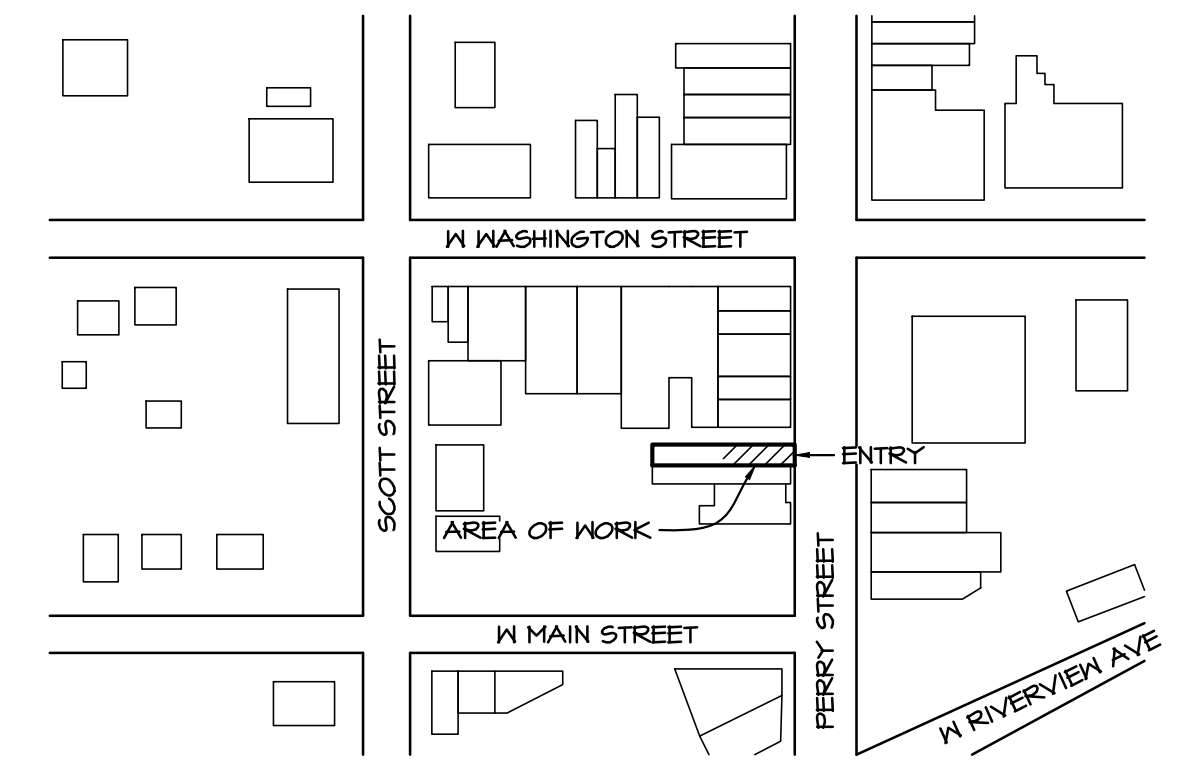 W WASHINGTON STREET
SCOTT STREET
ENTRY
AREA OF WORK
PERRY STREET
W MAIN STREET
W RIVERVIEW AVE